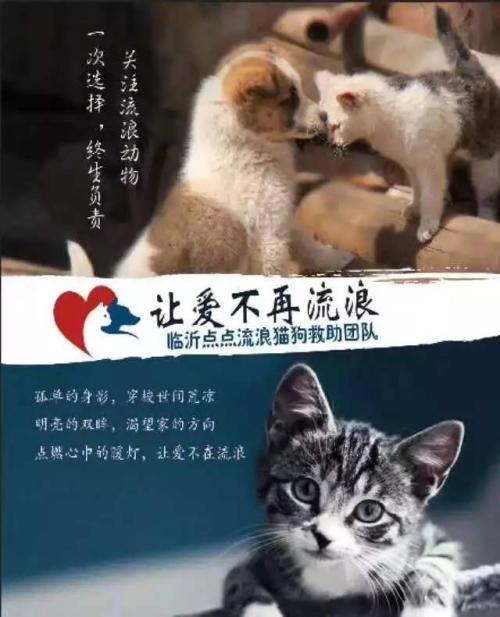 关注流浪动物
一次选择，终生负责
让爱不再流浪
临沂点点流浪猫狗救助团队
孤单的身影，穿梭世间荒凉
明亮的双眸，渴望家的方向
点燃心中的暖灯，让爱不在流浪